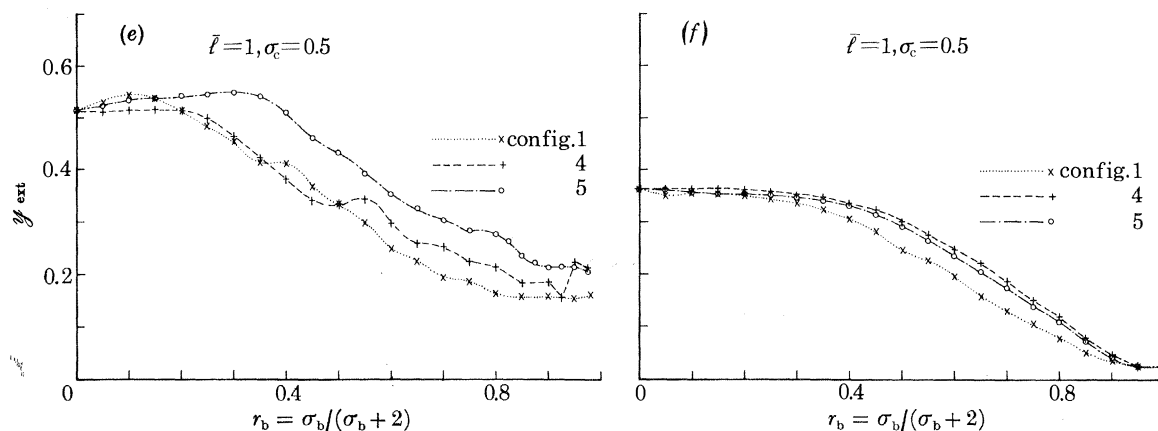 (e)
ℓ̄=1, σc=0.5
0.6
0.4
0.2
0
0.4
0.8
y ext
config.1
4
5
rb = σb/(σb+2)
(f)
ℓ̄=1, σc=0.5
config.1
4
5
0
0.4
0.8
rb = σb/(σb+2)